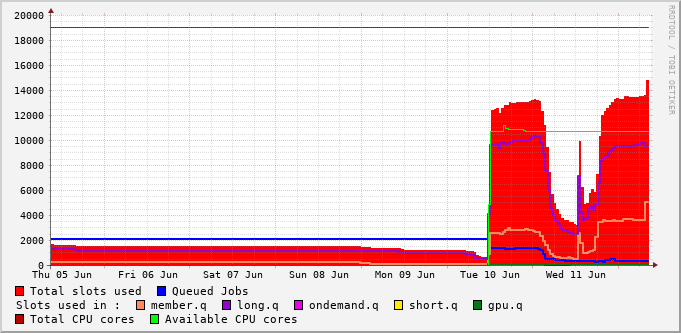 20000
18000
16000
14000
12000
10000
8000
6000
4000
2000
0
Thu 05 Jun Fri 06 Jun Sat 07 Jun Sun 08 Jun Mon 09 Jun Tue 10 Jun Wed 11 Jun
Total slots used Queued Jobs
Slots used in : member.q long.q ondemand.q short.q gpu.q
Total CPU cores Available CPU cores
RRDTOOL / TOBI OETIKER